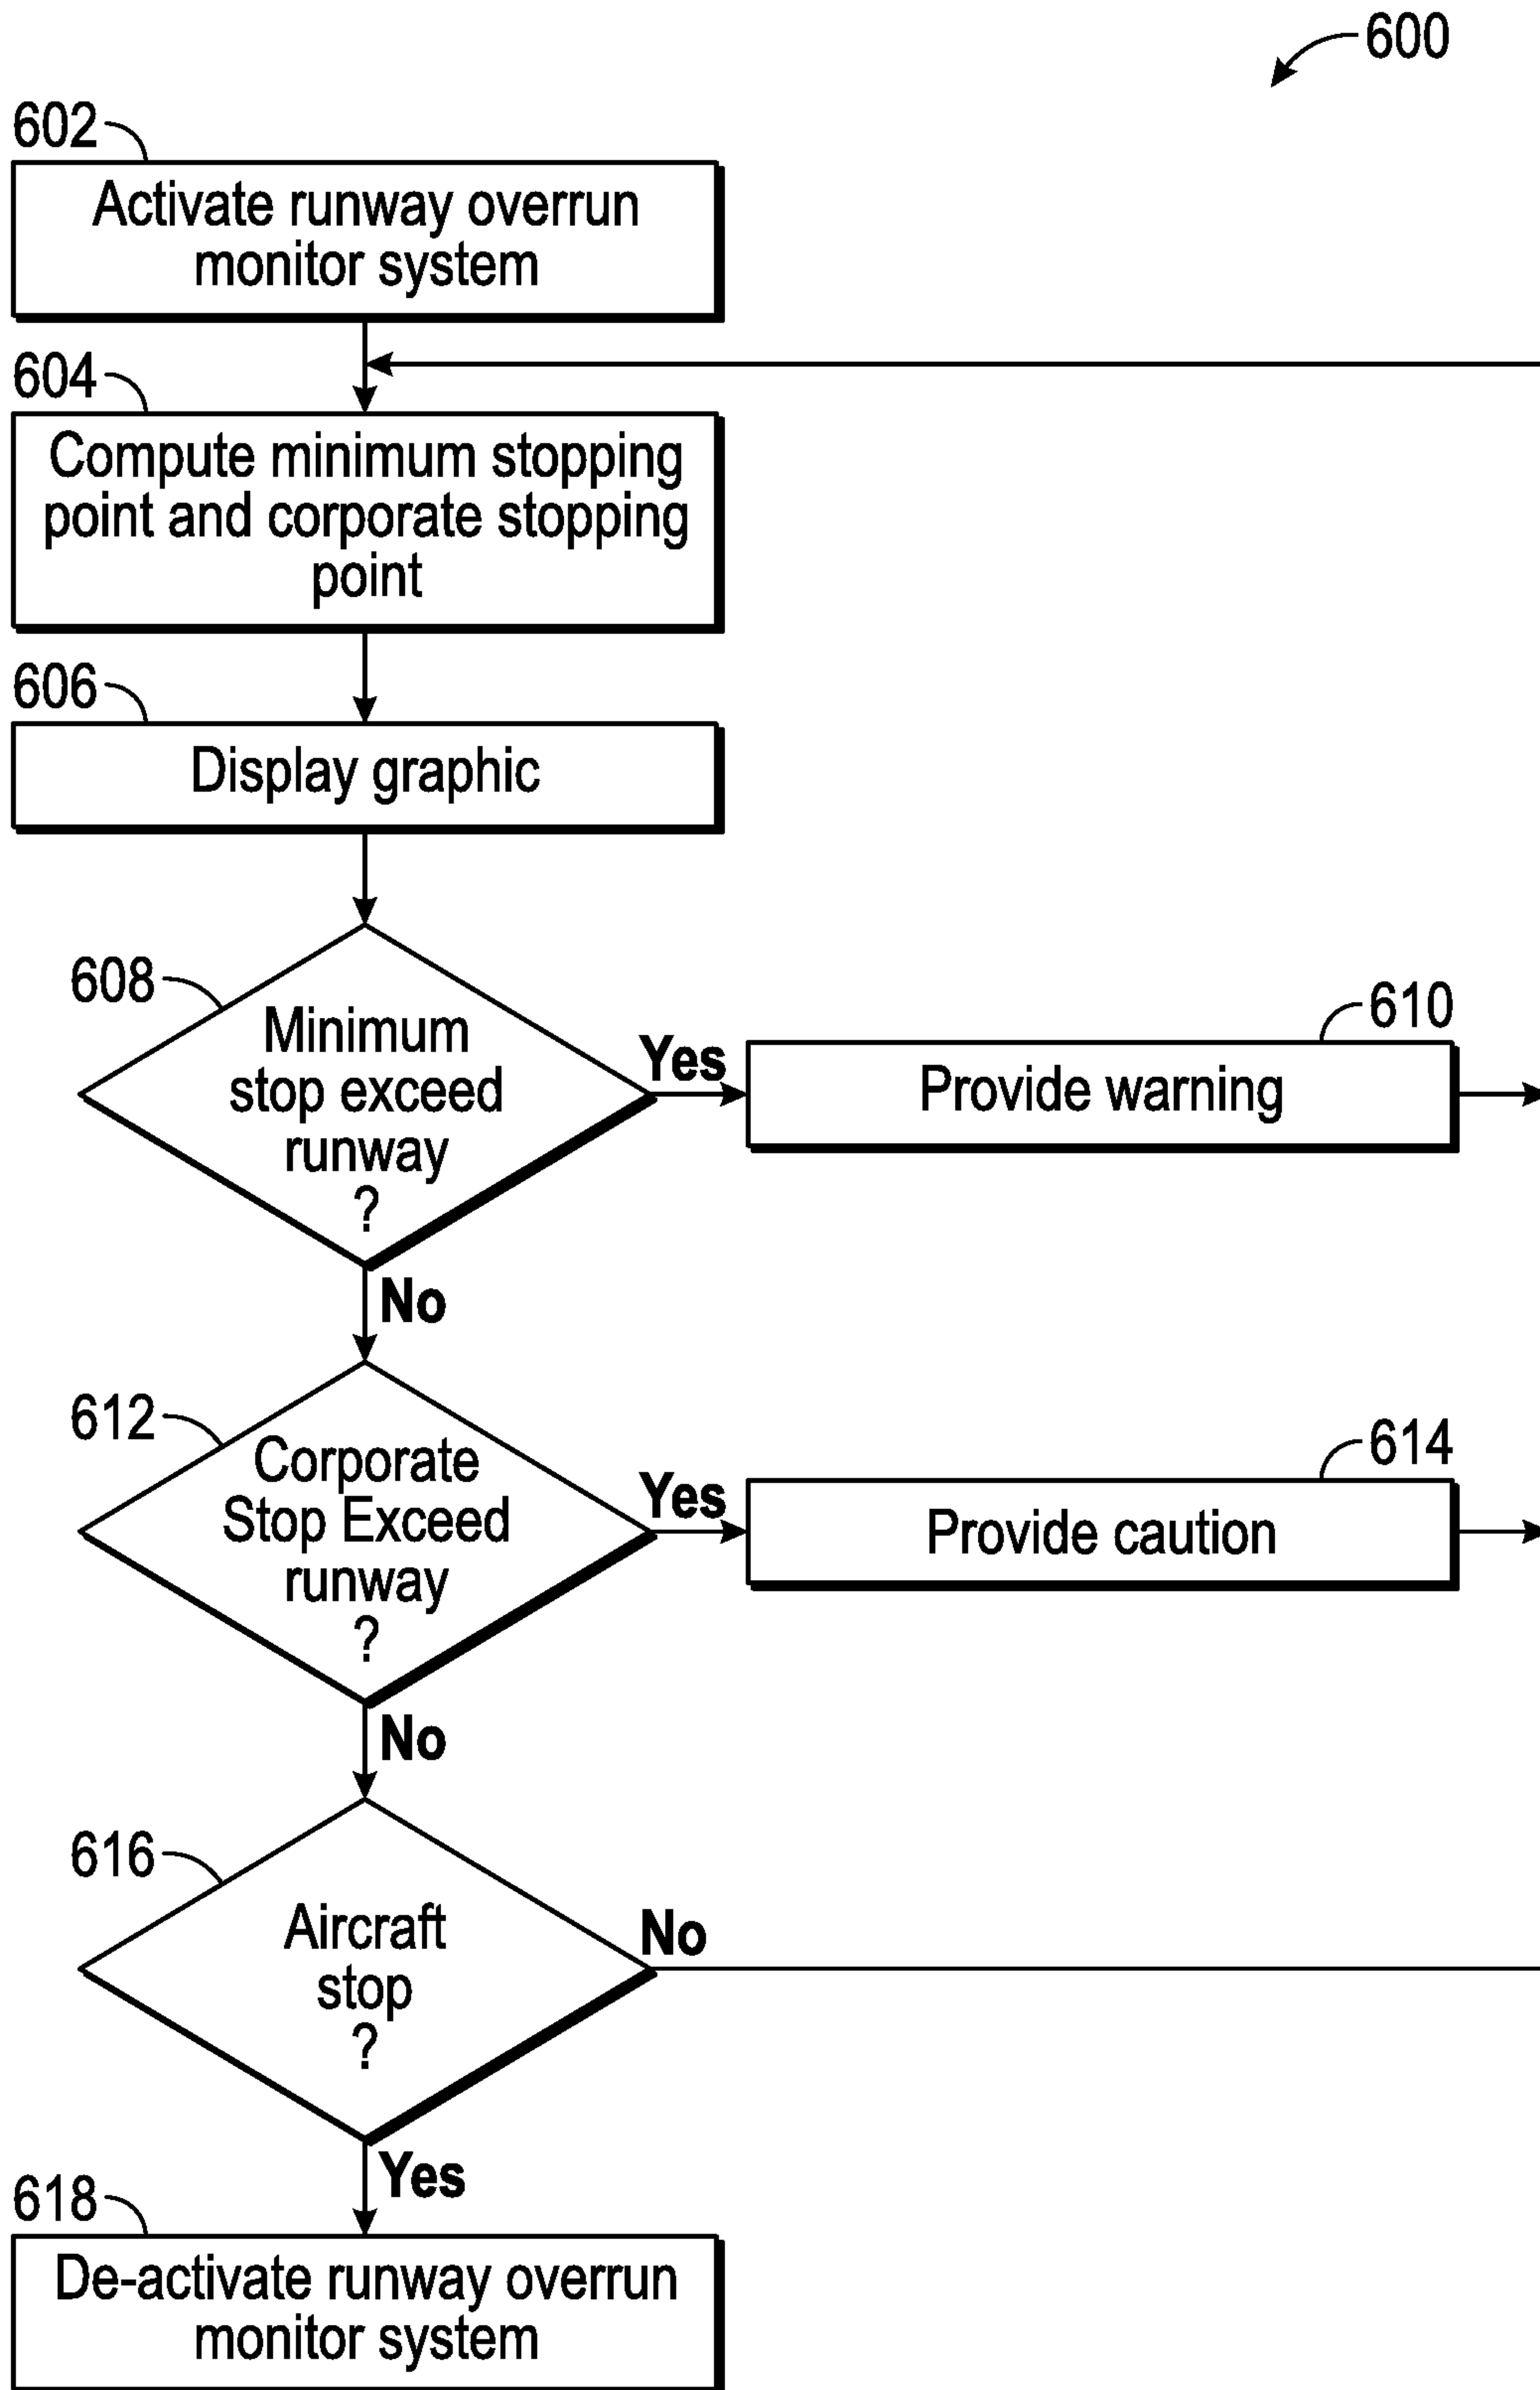 600
602
Activate runway overrun
monitor system
604
Compute minimum stopping
point and corporate stopping
point
606
Display graphic
608
Minimum
stop exceed
runway
?
Yes
610
Provide warning
No
612
Corporate
Stop Exceed
runway
?
Yes
614
Provide caution
No
616
Aircraft
stop
?
No
Yes
618
De-activate runway overrun
monitor system